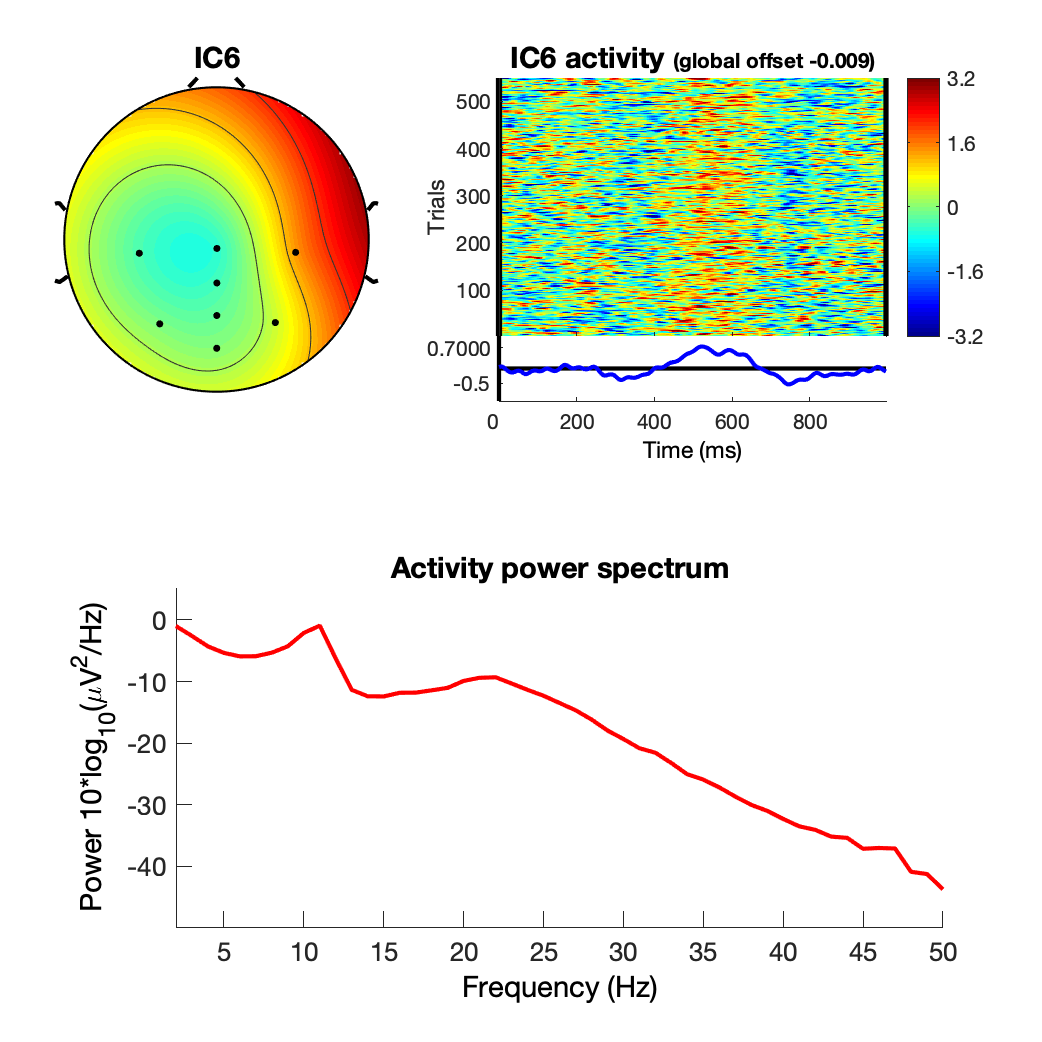 IC6
IC6 activity (global offset -0.009)
Trials
500
400
300
200
100
3.2
1.6
0
-1.6
-3.2
0.7000
-0.5
0 200 400 600 800
Time (ms)
Activity power spectrum
Power 10*log10(μV2/Hz)
0
-10
-20
-30
-40
5 10 15 20 25 30 35 40 45 50
Frequency (Hz)